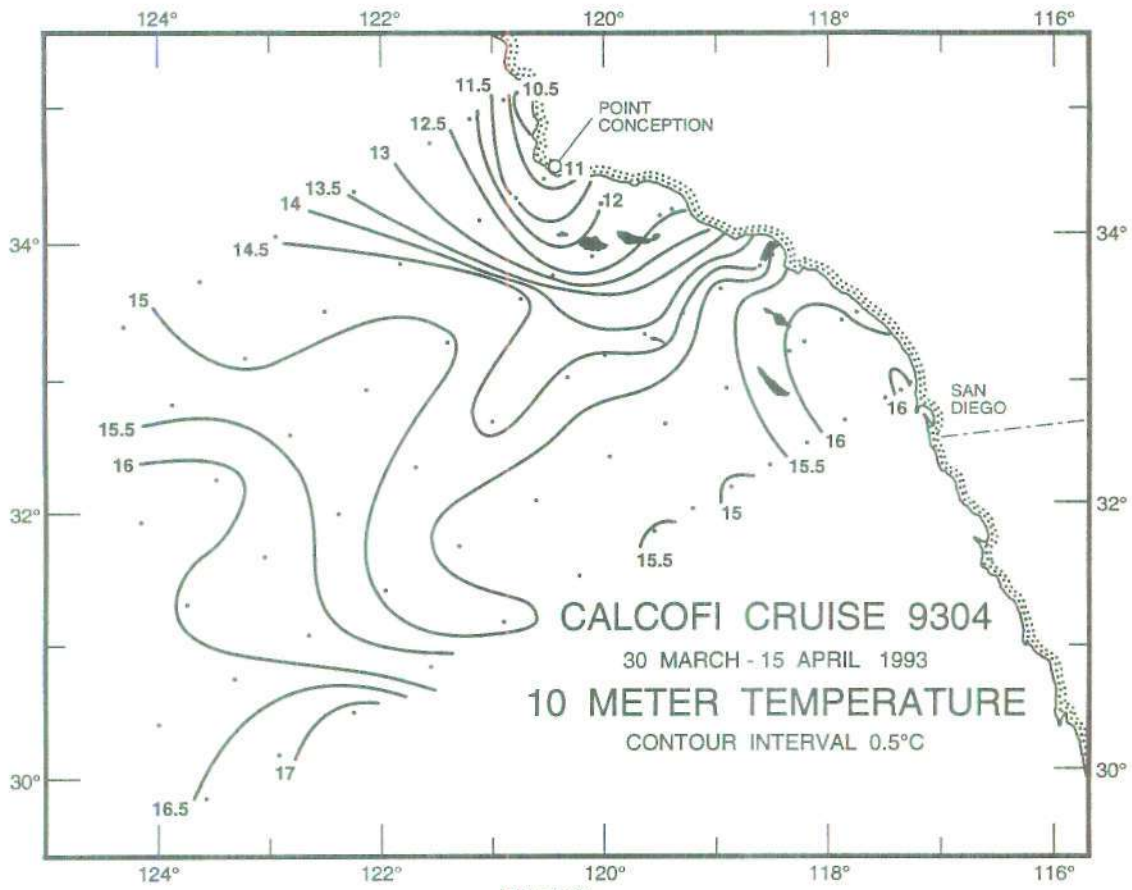 124° 122° 120° 118° 116°
11.5
10.5
12.5
POINT
CONCEPTION
13
11
13.5
12
14
34°
14.5
34°
15
16
SAN
DIEGO
15.5
16
15.5
16
32°
15
32°
15.5
CALCOFI CRUISE 9304
30 MARCH - 15 APRIL 1993
10 METER TEMPERATURE
CONTOUR INTERVAL 0.5°C
17
30°
30°
16.5
124° 122° 120° 118° 116°